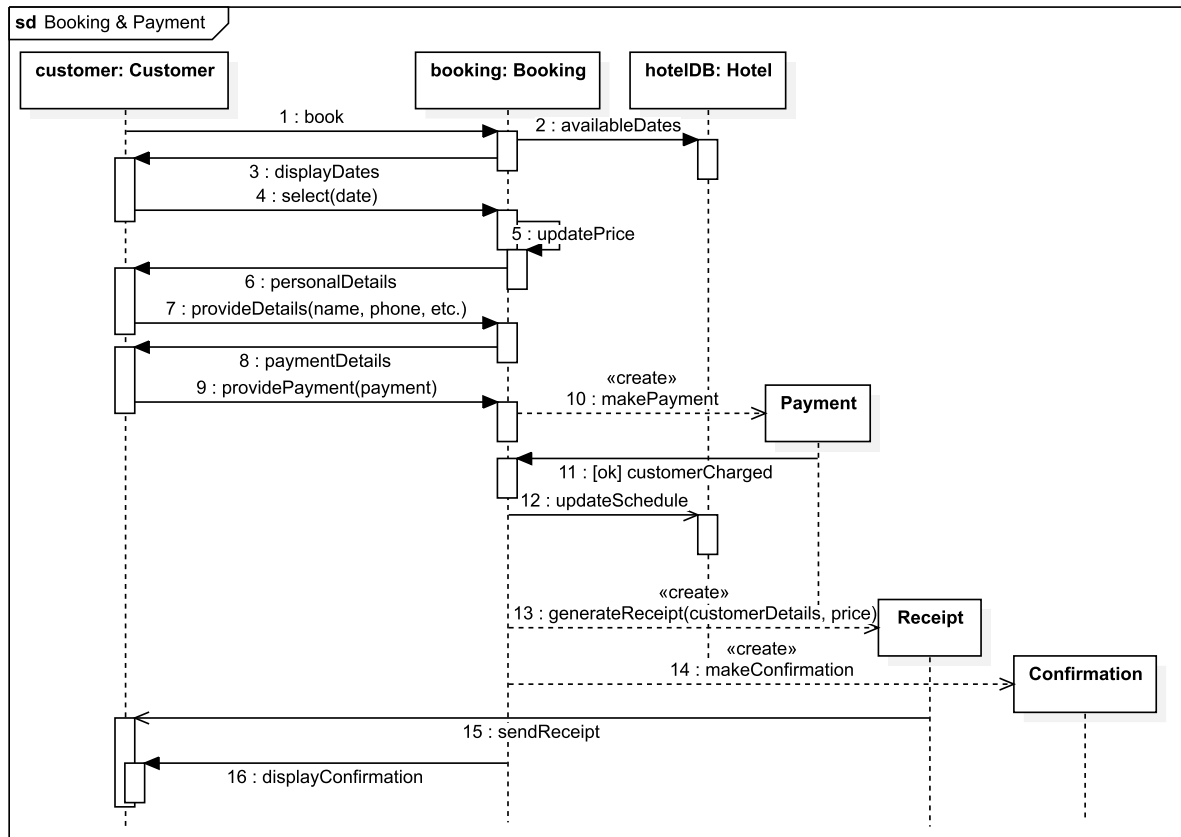 sd Booking & Payment
customer: Customer
booking: Booking
hotelDB: Hotel
1 : book
2 : availableDates
3 : displayDates
4 : select(date)
5 : updatePrice
6 : personalDetails
7 : provideDetails(name, phone, etc.)
8 : paymentDetails
9 : providePayment(payment)
«create»
10 : makePayment
Payment
11 : [ok] customerCharged
12 : updateSchedule
«create»
13 : generateReceipt(customerDetails, price)
Receipt
«create»
14 : makeConfirmation
Confirmation
15 : sendReceipt
16 : displayConfirmation